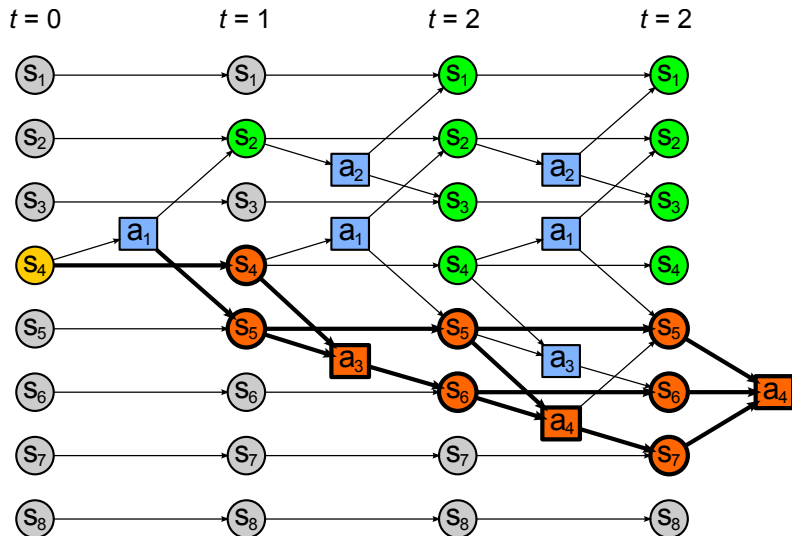 t = 0 t = 1 t = 2 t = 2
s1 s1 s1 s1
s2 s2 s2 s2
a2 a2
s3 s3 s3 s3
a1 a1 a1
s4 s4 s4 s4
s5 s5 s5 s5
a3 a3
s6 s6 s6 s6 a4
a4
s7 s7 s7 s7
s8 s8 s8 s8